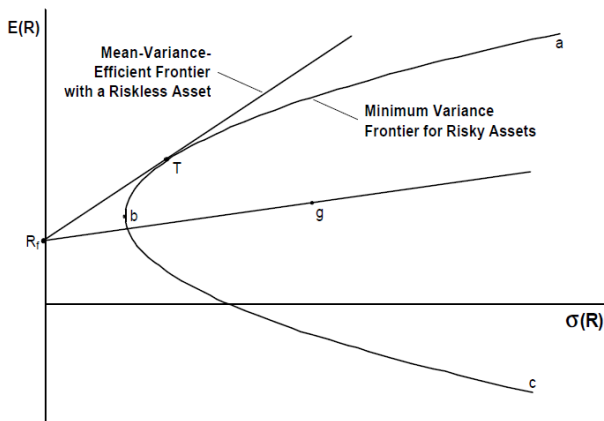 E(R)
a
Mean-Variance-
Efficient Frontier
with a Riskless Asset
Minimum Variance
Frontier for Risky Assets
T
b
g
Rf
σ(R)
c